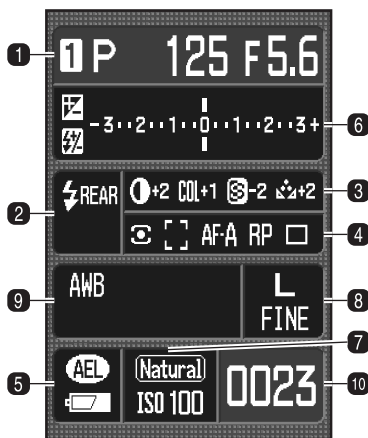 1 1 P 125 F5.6
-3··2··1··0··1··2··3+ 6
2 REAR +2 COL+1 S-2 +2 3
AF-A RP 4
9 AWB L 8
FINE
7
5 AEL Natural 0023 10
ISO 100